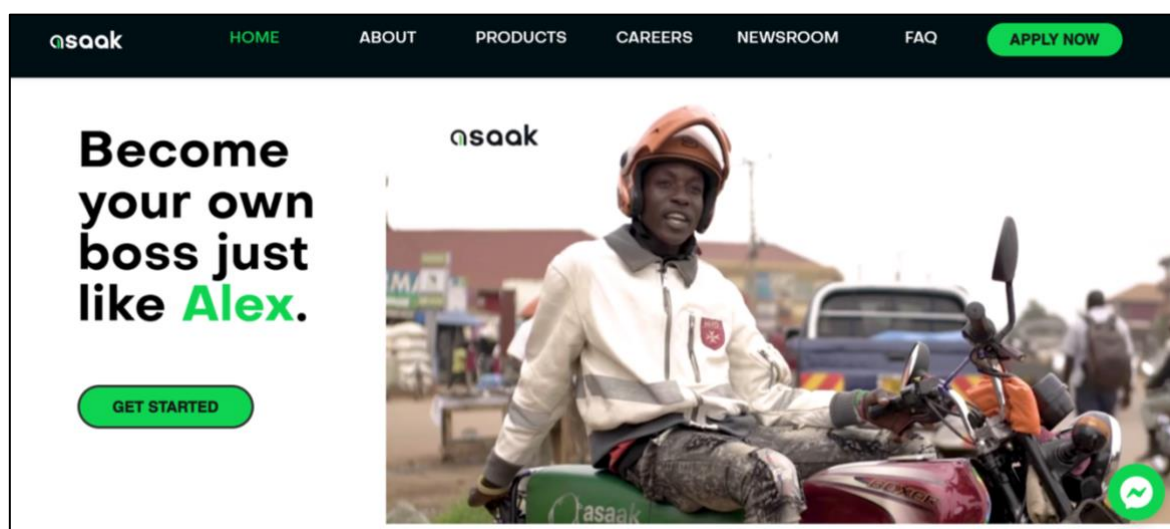 asaak
HOME ABOUT PRODUCTS CAREERS NEWSROOM FAQ APPLY NOW
asaak
Become
your own
boss just
like Alex.
GET STARTED
asaak
BOXER